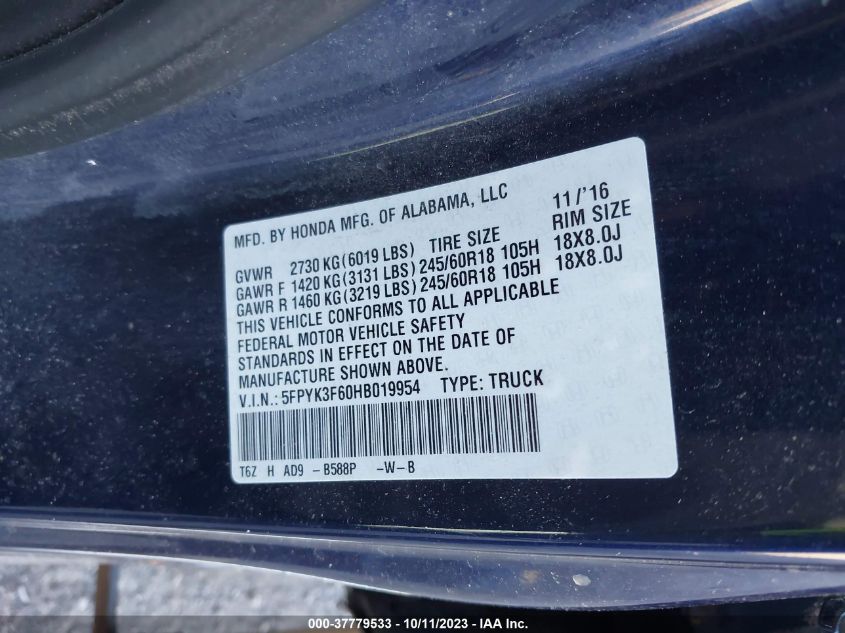 MFD. BY HONDA MFG. OF ALABAMA, LLC 11/'16
GVWR 2730 KG(6019 LBS) TIRE SIZE RIM SIZE
GAWR F 1420 KG(3131 LBS) 245/60R18 105H 18X8.0J
GAWR R 1460 KG(3219 LBS) 245/60R18 105H 18X8.0J
THIS VEHICLE CONFORMS TO ALL APPLICABLE
FEDERAL MOTOR VEHICLE SAFETY
STANDARDS IN EFFECT ON THE DATE OF
MANUFACTURE SHOWN ABOVE.
V.I.N.: 5FPYK3F60HB019954 TYPE: TRUCK
T6Z H AD9 -B588P -W-B
000-37779533 - 10/11/2023 - IAA Inc.